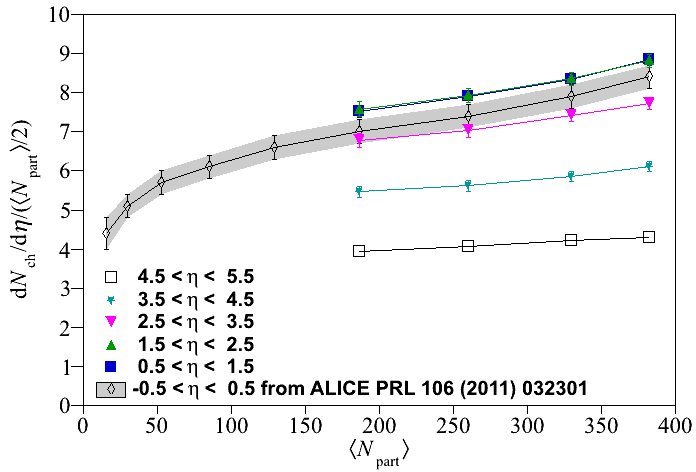 10
9
8
7
6
5
4
3
2
1
0
dN_ch/dη/(⟨N_part⟩/2)
4.5 < η < 5.5
3.5 < η < 4.5
2.5 < η < 3.5
1.5 < η < 2.5
0.5 < η < 1.5
-0.5 < η < 0.5 from ALICE PRL 106 (2011) 032301
0 50 100 150 200 250 300 350 400
⟨N_part⟩